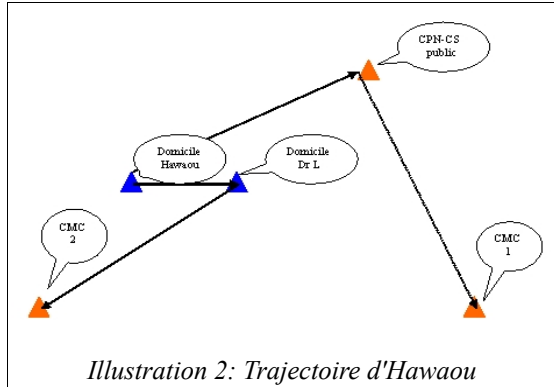 CPN-CS
public
Domicile
Hawaou
Domicile
Dr L
CMC
2
CMC
1
Illustration 2: Trajectoire d'Hawaou